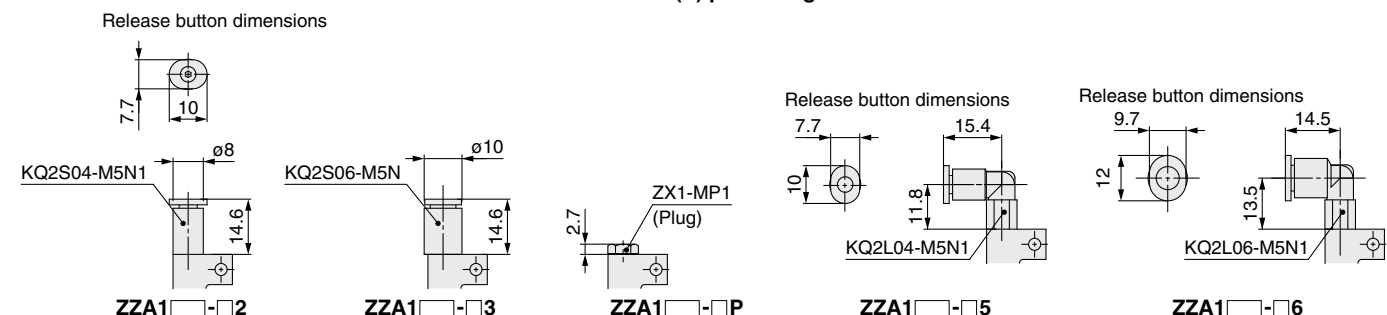 Release button dimensions
7.7
10
ø8
KQ2S04-M5N1
14.6
ZZA1□-□2
ø10
KQ2S06-M5N
14.6
ZZA1□-□3
2.7
ZX1-MP1
(Plug)
ZZA1□-□P
Release button dimensions
7.7
10
15.4
11.8
KQ2L04-M5N1
ZZA1□-□5
Release button dimensions
9.7
12
14.5
13.5
KQ2L06-M5N1
ZZA1□-□6